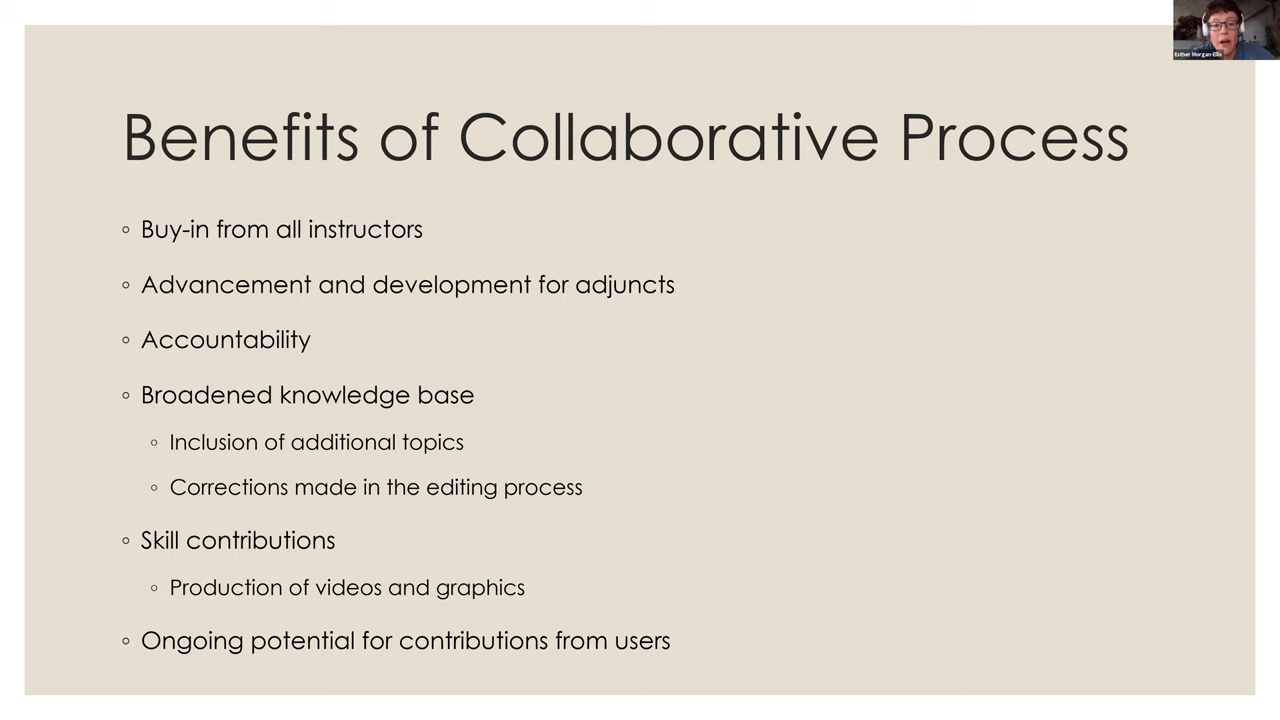 Esther Morgan-Ellis
Benefits of Collaborative Process
◦ Buy-in from all instructors
◦ Advancement and development for adjuncts
◦ Accountability
◦ Broadened knowledge base
◦ Inclusion of additional topics
◦ Corrections made in the editing process
◦ Skill contributions
◦ Production of videos and graphics
◦ Ongoing potential for contributions from users